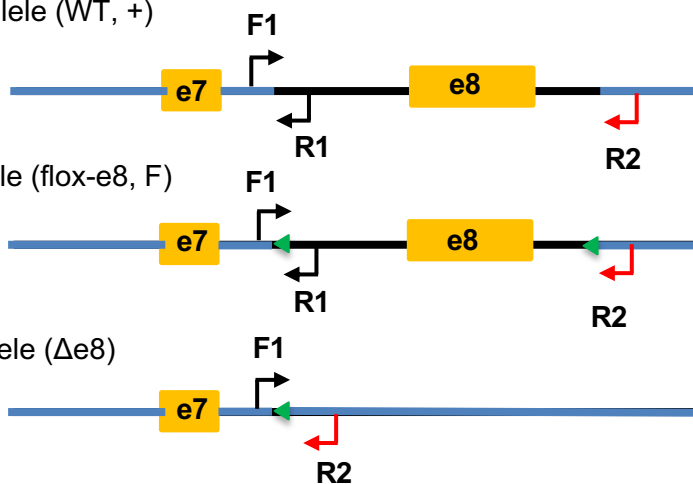 lele (WT, +)
F1
e7
e8
R1
R2
le (flox-e8, F)
F1
e7
e8
R1
R2
ele (Δe8)
F1
e7
R2